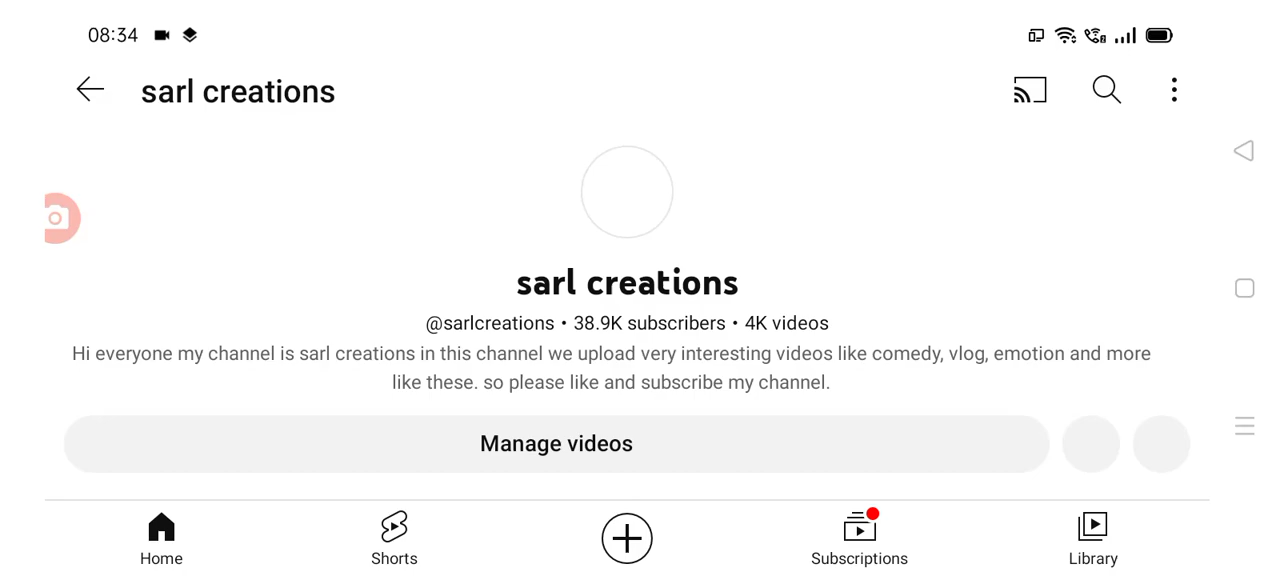 08:34
sarl creations
sarl creations
@sarlcreations • 38.9K subscribers • 4K videos
Hi everyone my channel is sarl creations in this channel we upload very interesting videos like comedy, vlog, emotion and more
like these. so please like and subscribe my channel.
Manage videos
Home
Shorts
Subscriptions
Library